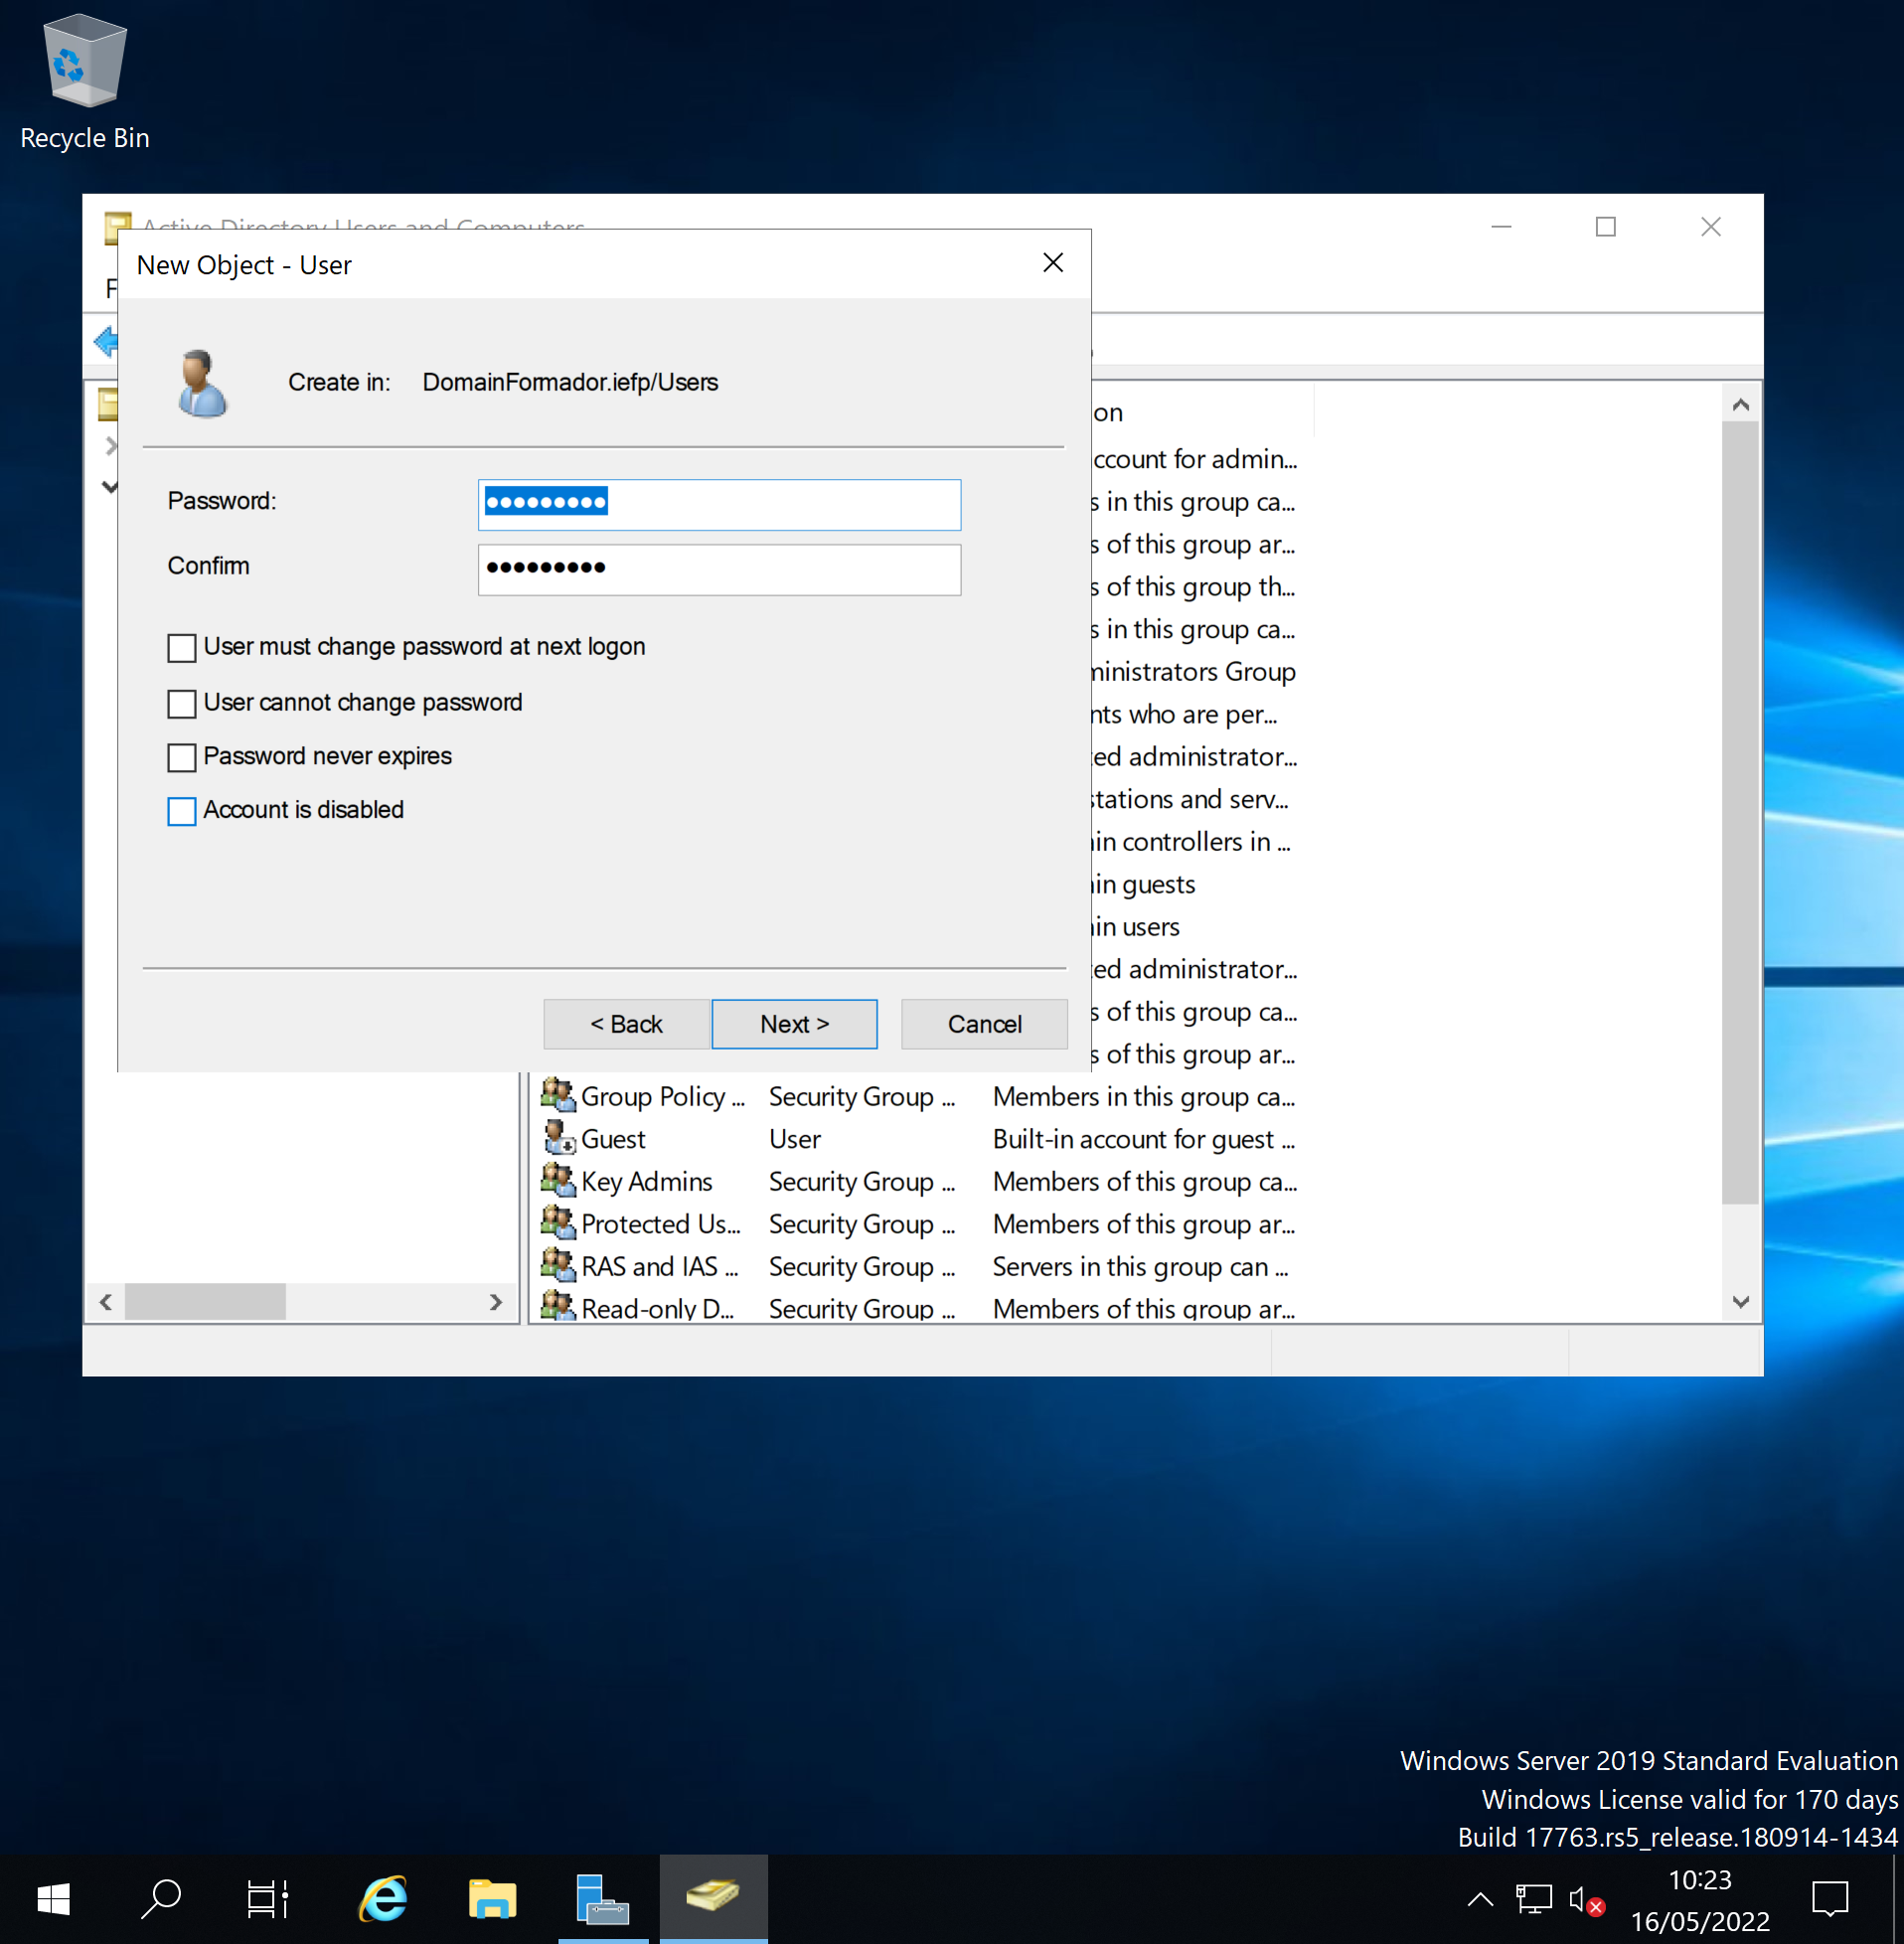 Recycle Bin
Active Directory Users and Computers
New Object - User
F
Create in: DomainFormador.iefp/Users
Password:
Confirm
User must change password at next logon
User cannot change password
Password never expires
Account is disabled
< Back Next > Cancel
on
ccount for admin...
s in this group ca...
s of this group ar...
s of this group th...
s in this group ca...
ministrators Group
nts who are per...
ted administrator...
stations and serv...
in controllers in ...
in guests
in users
ted administrator...
s of this group ca...
s of this group ar...
Group Policy ... Security Group ... Members in this group ca...
Guest User Built-in account for guest ...
Key Admins Security Group ... Members of this group ca...
Protected Us... Security Group ... Members of this group ar...
RAS and IAS ... Security Group ... Servers in this group can ...
Read-only D... Security Group ... Members of this group ar...
Windows Server 2019 Standard Evaluation
Windows License valid for 170 days
Build 17763.rs5_release.180914-1434
10:23
16/05/2022